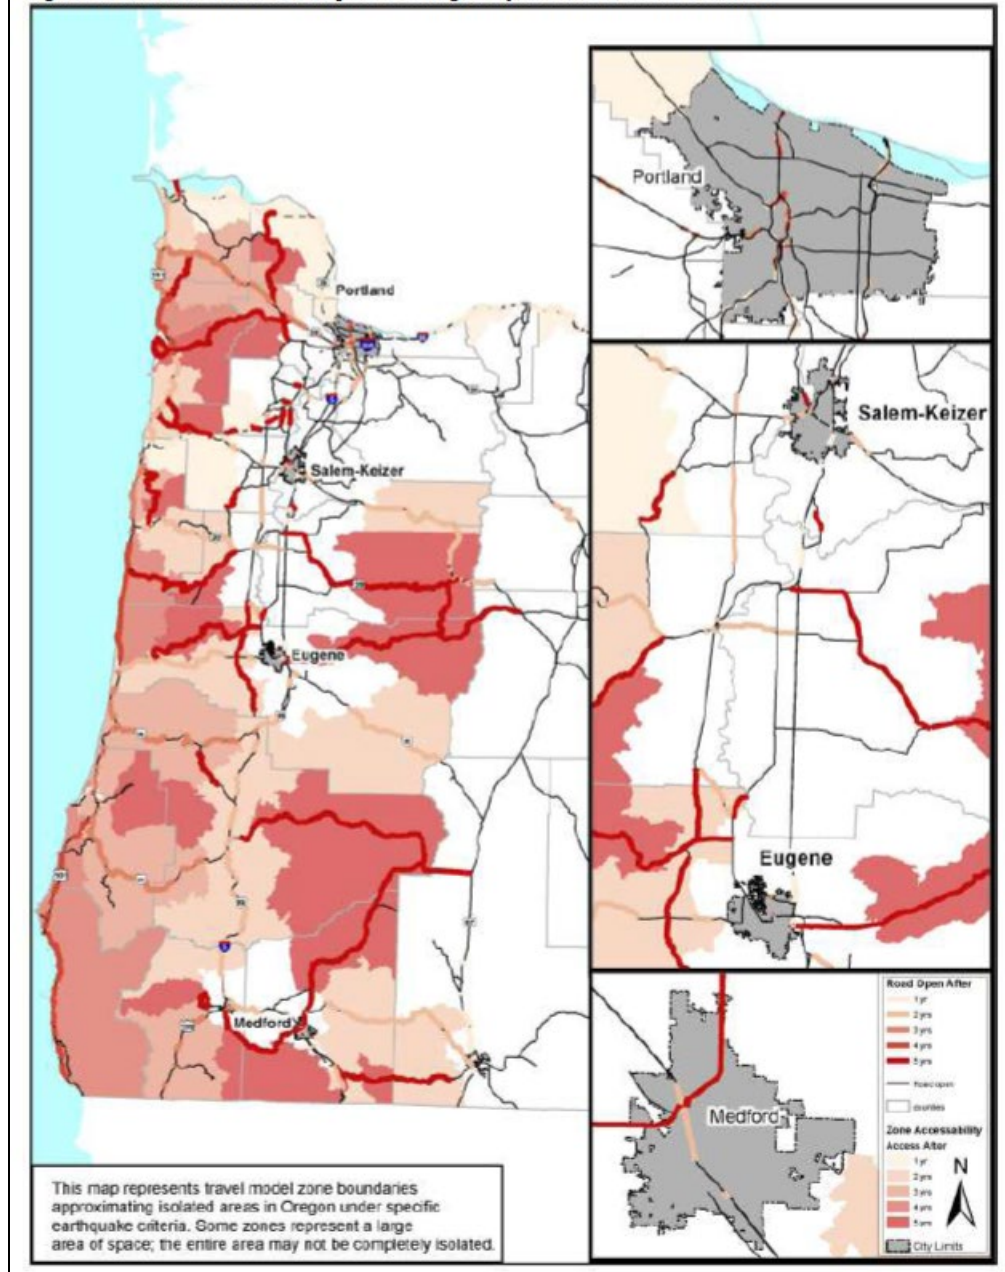 Portland
Salem-Keizer
Eugene
Medford
Portland
Salem-Keizer
Eugene
Medford
This map represents travel model zone boundaries
approximating isolated areas in Oregon under specific
earthquake criteria. Some zones represent a large
area of space; the entire area may not be completely isolated.
Road Open After
1 yr
2 yrs
3 yrs
4 yrs
5 yrs
Road open
counties
Zone Accessability
Access After
1 yr
2 yrs
3 yrs
4 yrs
5 yrs
City Limits
N